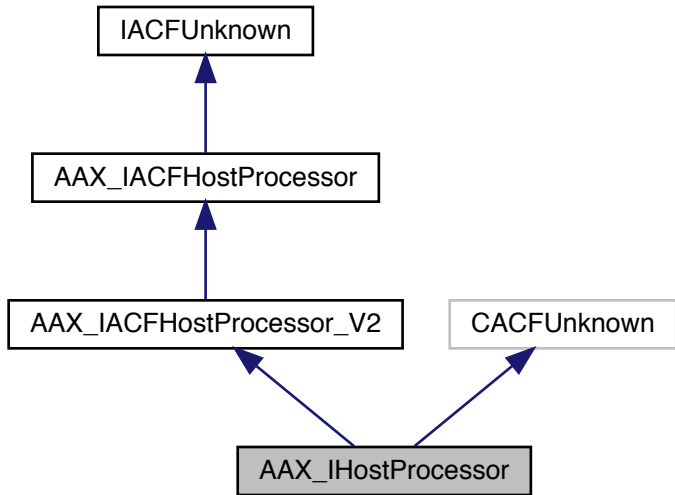 IACFUnknown
AAX_IACFHostProcessor
AAX_IACFHostProcessor_V2
CACFUnknown
AAX_IHostProcessor